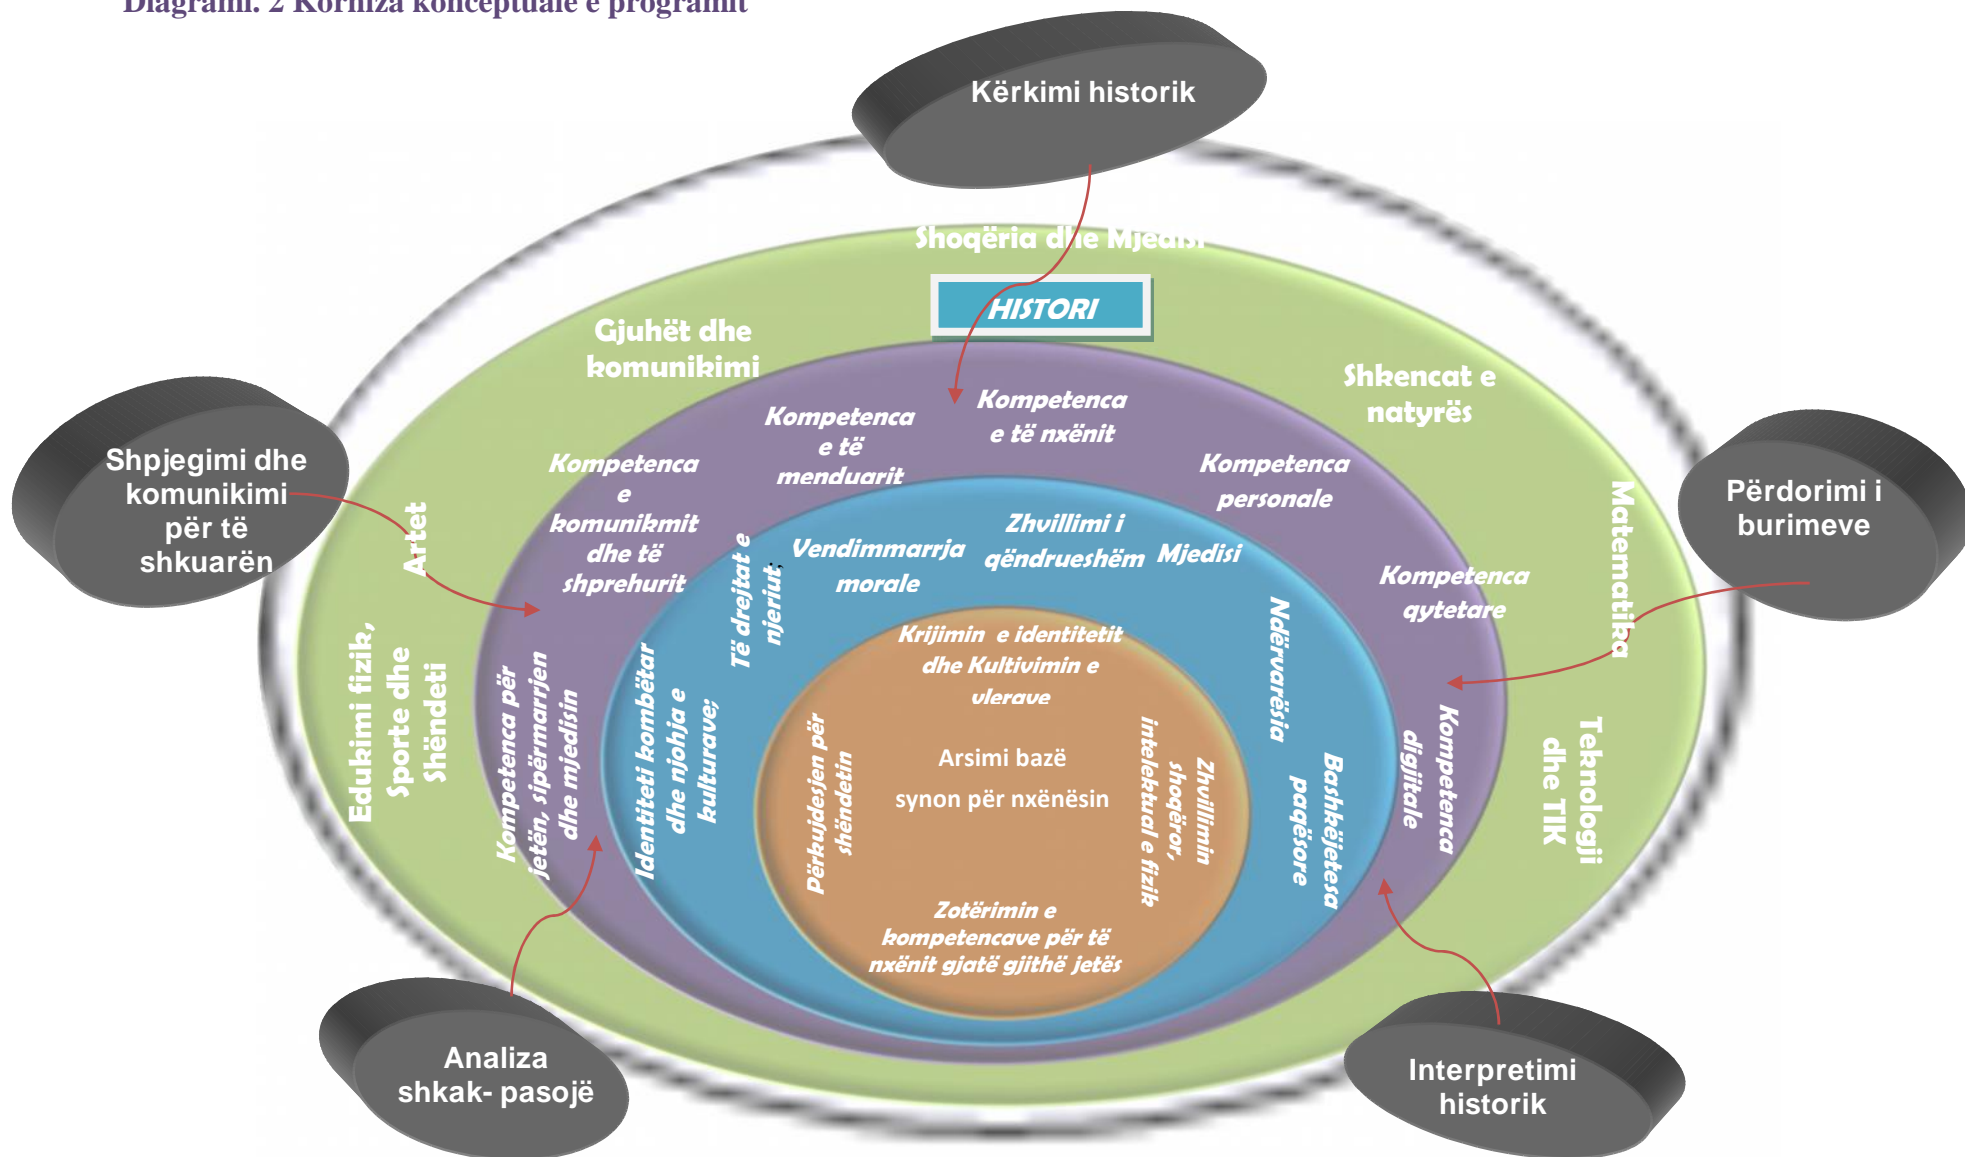 Diagrami. 2 Korniza konceptuale e programit
Kërkimi historik
Shoqëria dhe Mjedisi
HISTORI
Gjuhët dhe
komunikimi
Shkencat e
natyrës
Shpjegimi dhe
komunikimi
për të
shkuarën
Përdorimi i
burimeve
Artet
Matematika
Edukimi fizik,
Sporte dhe
Shëndeti
Teknologji
dhe TIK
Kompetenca
e
komunikmit
dhe të
shprehurit
Kompetenca
e të
menduarit
Kompetenca
e të nxënit
Kompetenca
personale
Kompetenca
qytetare
Kompetenca
digjitale
Kompetenca për
jetën, sipërmarrjen
dhe mjedisin
Identiteti kombëtar
dhe njohja e
kulturave;
Të drejtat e
njeriut;
Vendimmarrja
morale
Zhvillimi i
qëndrueshëm
Mjedisi
Ndërvarësia
Bashkëjetesa
paqësore
Krijimin e identitetit
dhe Kultivimin e
vlerave
Përkujdesjen për
shëndetin
Arsimi bazë
synon për nxënësin
Zhvillimin
shoqëror,
intelektual e fizik
Zotërimin e
kompetencave për të
nxënit gjatë gjithë jetës
Analiza
shkak- pasojë
Interpretimi
historik